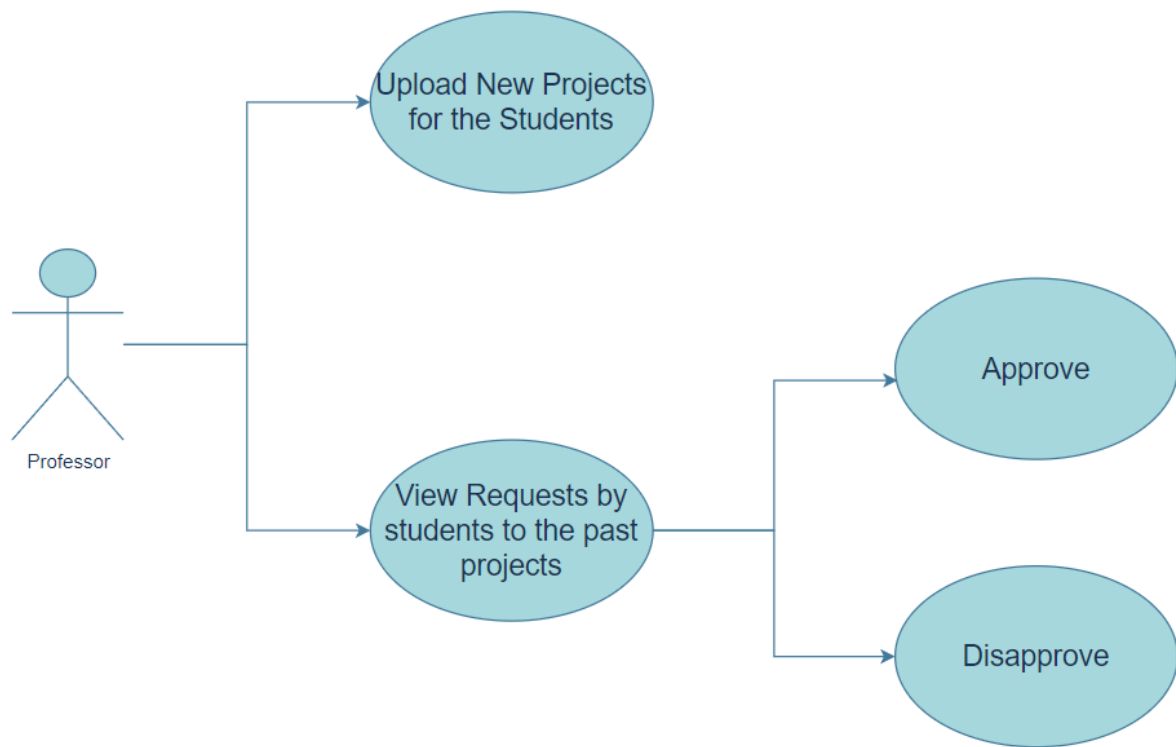 Upload New Projects
for the Students
Professor
View Requests by
students to the past
projects
Approve
Disapprove